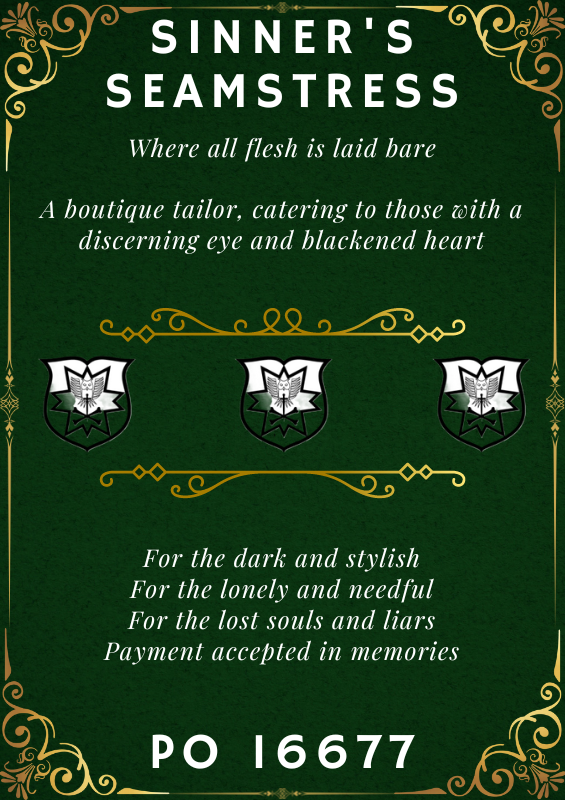 SINNER'S
SEAMSTRESS
Where all flesh is laid bare
A boutique tailor, catering to those with a
discerning eye and blackened heart
For the dark and stylish
For the lonely and needful
For the lost souls and liars
Payment accepted in memories
PO 16677